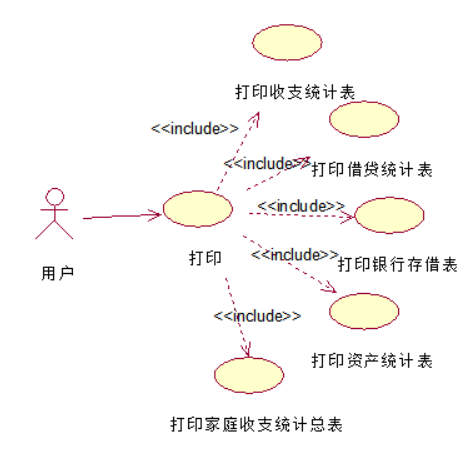 打印收支统计表
<<include>>
<<include>>
打印借贷统计表
<<include>>
用户
打印
<<include>>
打印银行存借表
<<include>>
打印资产统计表
打印家庭收支统计总表